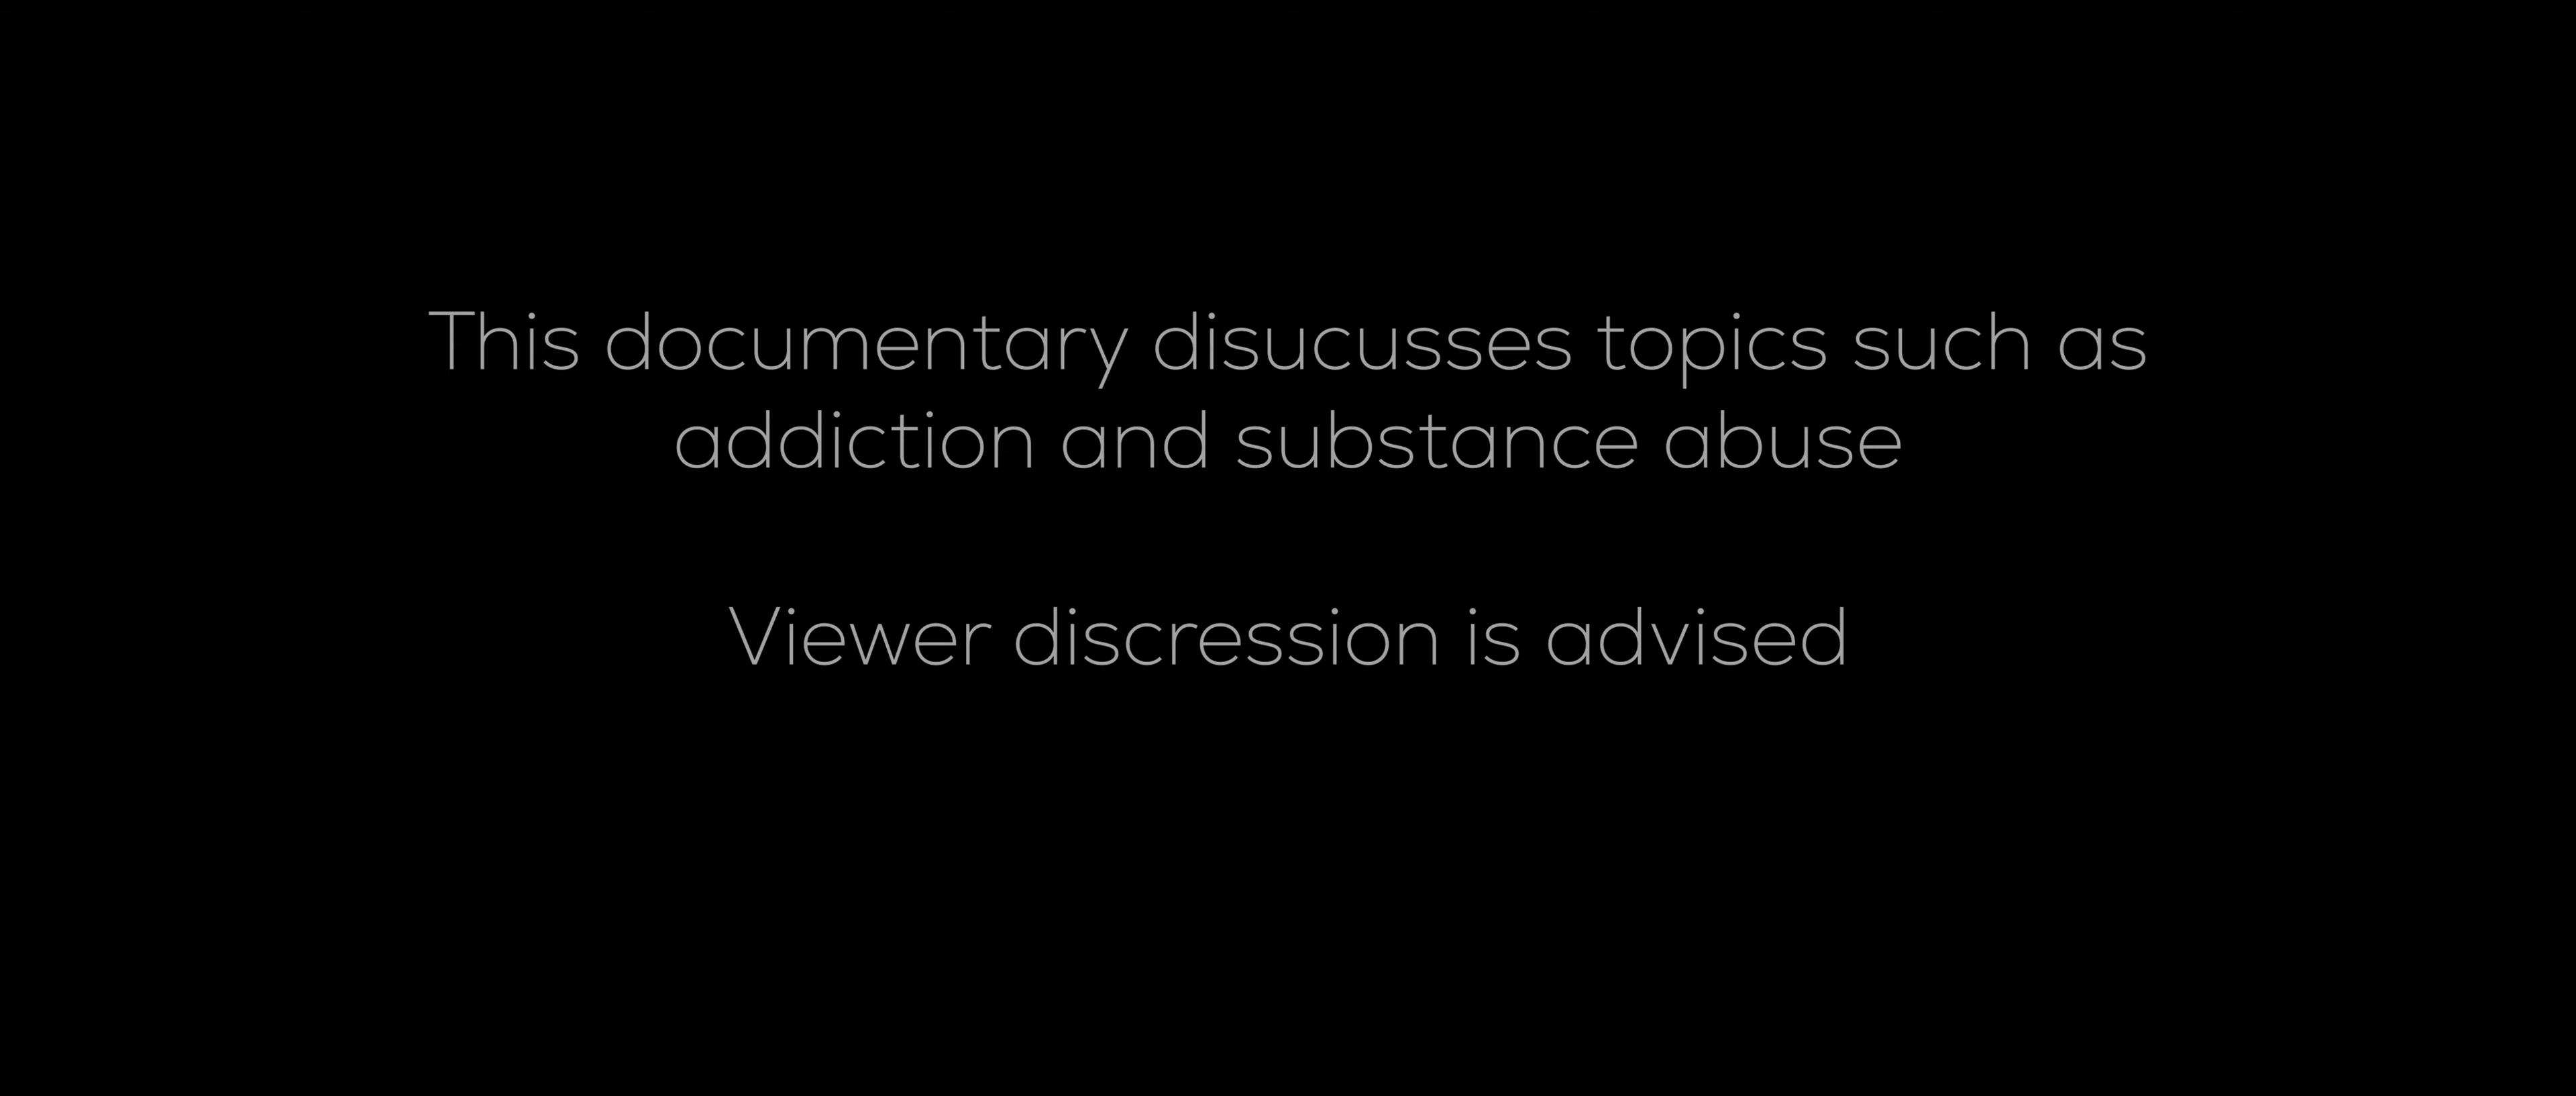 This documentary disucusses topics such as
addiction and substance abuse
Viewer discression is advised